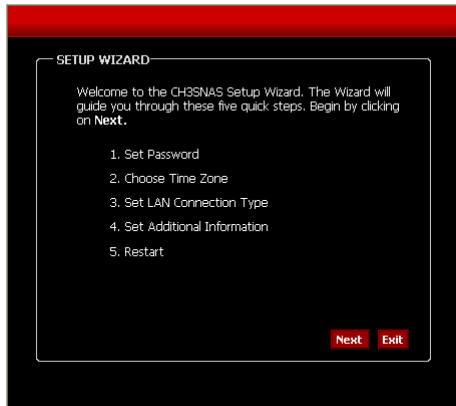 SETUP WIZARD
Welcome to the CH3SNAS Setup Wizard. The Wizard will
guide you through these five quick steps. Begin by clicking
on Next.
1. Set Password
2. Choose Time Zone
3. Set LAN Connection Type
4. Set Additional Information
5. Restart
Next Exit